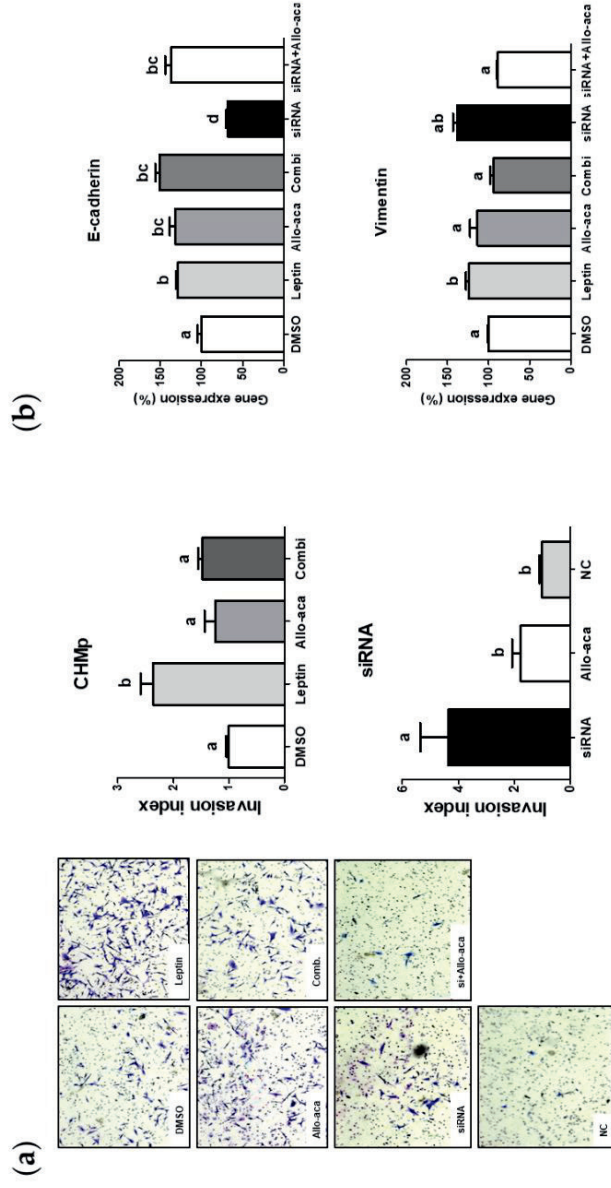 (a)
DMSO
Leptin
Allo-aca
Comb.
siRNA
si+Allo-aca
NC
CHMp
Invasion index
3
2
1
0
a
b
a
a
DMSO
Leptin
Allo-aca
Combi
siRNA
Invasion index
6
4
2
0
a
b
b
siRNA
Allo-aca
NC
(b)
E-cadherin
Gene expression (%)
200
150
100
50
0
a
b
bc
bc
d
bc
DMSO
Leptin
Allo-aca
Combi
siRNA
siRNA+Allo-aca
Vimentin
Gene expression (%)
200
150
100
50
0
a
b
a
a
ab
a
DMSO
Leptin
Allo-aca
Combi
siRNA
siRNA+Allo-aca